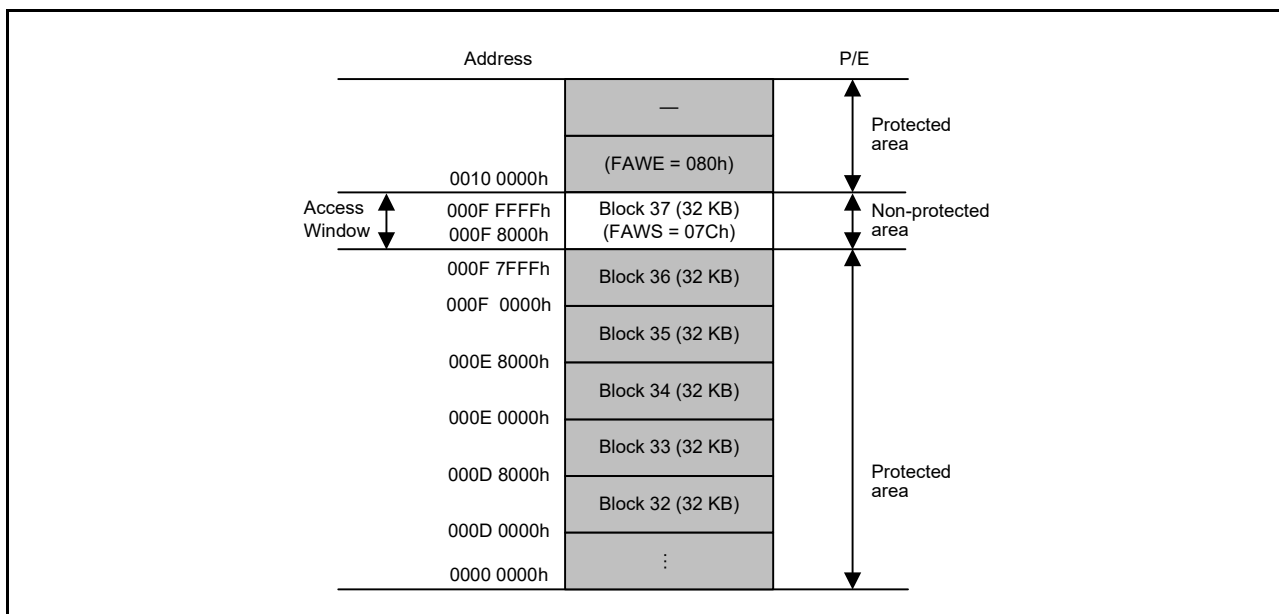 Address P/E
—
Protected
area
(FAWE = 080h)
0010 0000h
Access
Window
000F FFFFh
000F 8000h
Block 37 (32 KB)
(FAWS = 07Ch)
Non-protected
area
000F 7FFFh
Block 36 (32 KB)
000F 0000h
Block 35 (32 KB)
000E 8000h
Block 34 (32 KB)
000E 0000h
Block 33 (32 KB)
000D 8000h
Protected
area
Block 32 (32 KB)
000D 0000h
⋮
0000 0000h